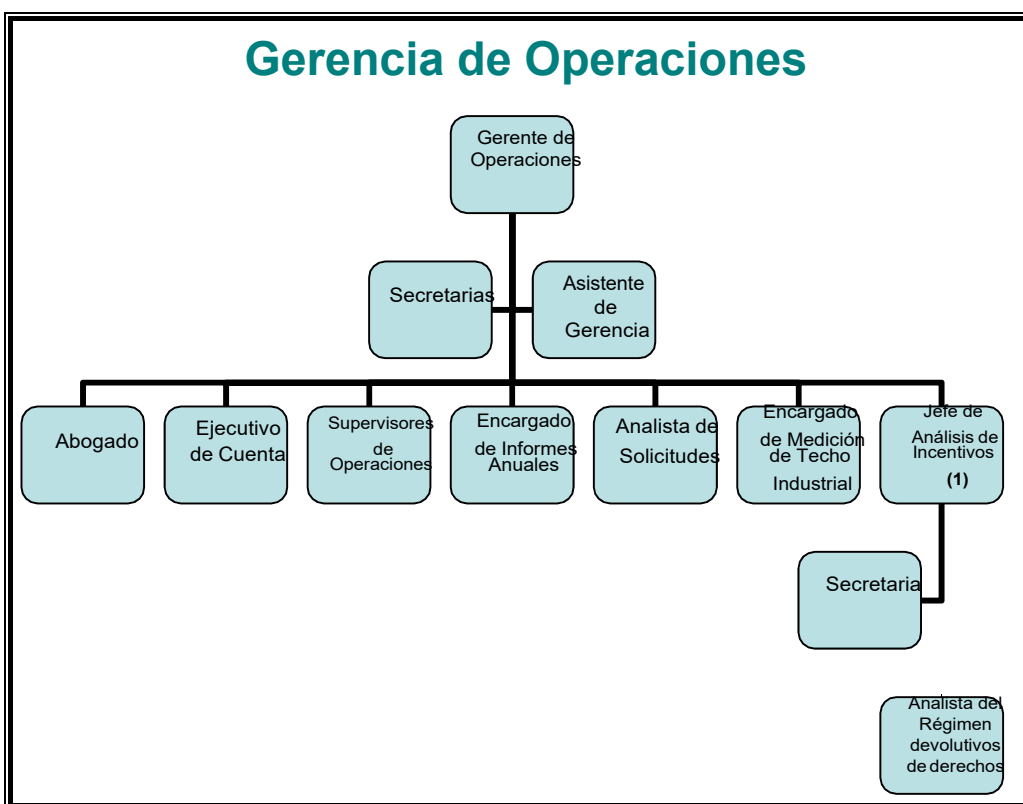 Gerencia de Operaciones
Gerente de
Operaciones
Secretarias
Asistente
de
Gerencia
Abogado
Ejecutivo
de Cuenta
Supervisores
de
Operaciones
Encargado
de Informes
Anuales
Analista de
Solicitudes
Encargado
de Medición
de Techo
Industrial
Jefe de
Análisis de
Incentivos
(1)
Secretaria
Analista del
Régimen
devolutivos
de derechos